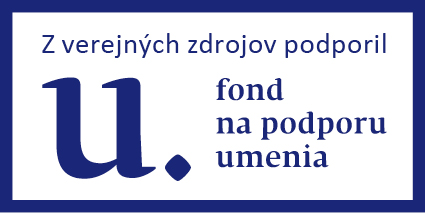 Z verejných zdrojov podporil
u.
fond
na podporu
umenia